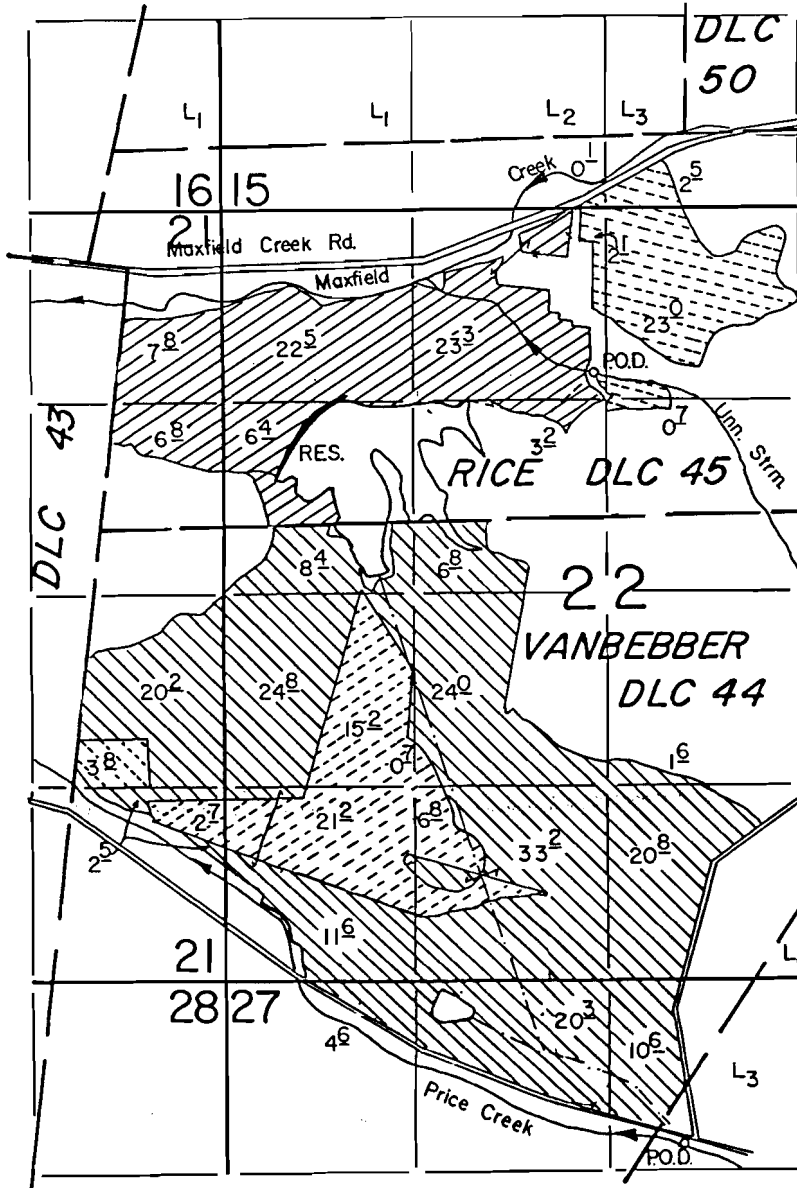 DLC
50
L1
L1
L2
L3
Creek
0 1
2 5
16 15
21
Maxfield Creek Rd.
Maxfield
2 1
7 8
22 5
23 3
23 0
P.O.D.
DLC 43
6 8
6 4
RES.
3 2
0 7
Unn. Strm.
RICE DLC 45
8 4
6 8
22
VANBEBBER
DLC 44
20 2
24 8
24 0
15 2
3 8
0 7
1 6
2 7
21 2
6 8
33 2
20 8
2 5
11 6
21
28 27
L
4 6
20 3
10 6
L3
Price Creek
P.O.D.